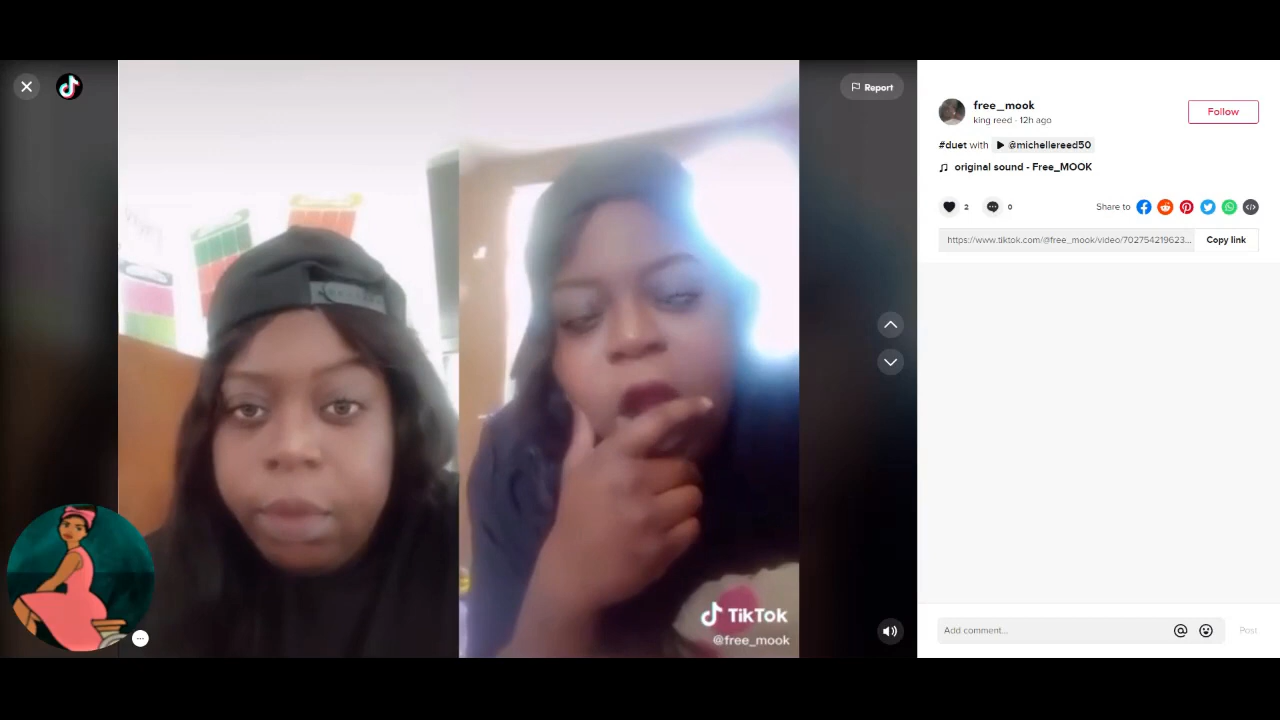 Report
TikTok
@free_mook
free_mook
king reed · 12h ago
Follow
#duet with @michellereed50
original sound - Free_MOOK
2
0
Share to
https://www.tiktok.com/@free_mook/video/702754219623...
Copy link
Add comment...
Post